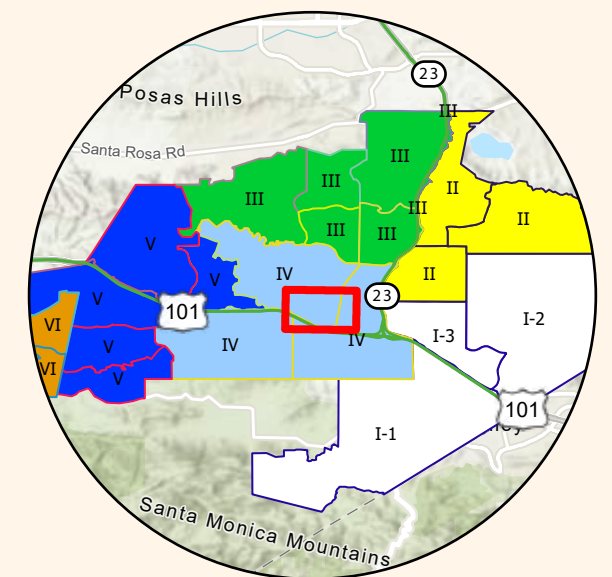 23
Posas Hills
III
Santa Rosa Rd
III
III
II
III
III
II
III
III
V
IV
V
II
V
23
101
I-2
VI
I-3
IV
IV
V
VI
V
101
I-1
Santa Monica Mountains